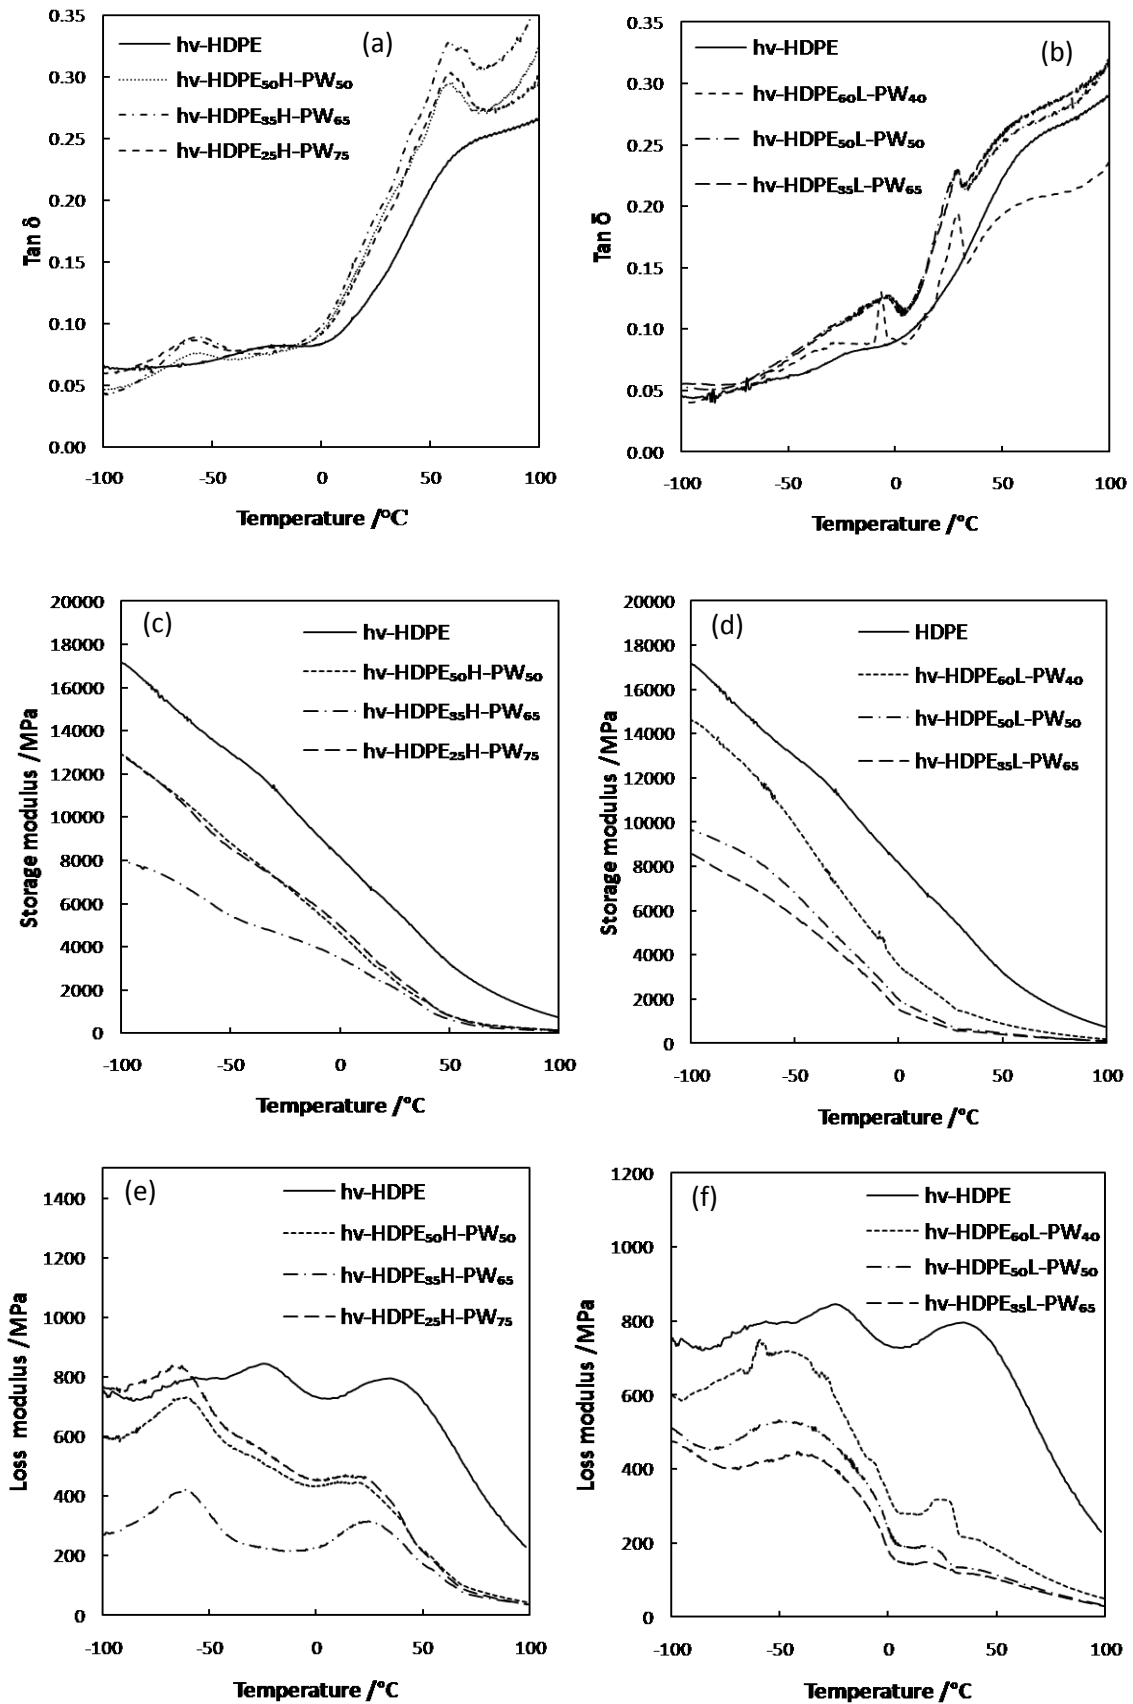 0.35
0.30
0.25
0.20
0.15
0.10
0.05
0.00
Tan δ
(a)
hv-HDPE
hv-HDPE₅₀H-PW₅₀
hv-HDPE₃₅H-PW₆₅
hv-HDPE₂₅H-PW₇₅
-100 -50 0 50 100
Temperature /°C
0.35
0.30
0.25
0.20
0.15
0.10
0.05
0.00
Tan δ
(b)
hv-HDPE
hv-HDPE₆₀L-PW₄₀
hv-HDPE₅₀L-PW₅₀
hv-HDPE₃₅L-PW₆₅
-100 -50 0 50 100
Temperature /°C
20000
18000
16000
14000
12000
10000
8000
6000
4000
2000
0
Storage modulus /MPa
(c)
hv-HDPE
hv-HDPE₅₀H-PW₅₀
hv-HDPE₃₅H-PW₆₅
hv-HDPE₂₅H-PW₇₅
-100 -50 0 50 100
Temperature /°C
20000
18000
16000
14000
12000
10000
8000
6000
4000
2000
0
Storage modulus /MPa
(d)
HDPE
hv-HDPE₆₀L-PW₄₀
hv-HDPE₅₀L-PW₅₀
hv-HDPE₃₅L-PW₆₅
-100 -50 0 50 100
Temperature /°C
1400
1200
1000
800
600
400
200
0
Loss modulus /MPa
(e)
hv-HDPE
hv-HDPE₅₀H-PW₅₀
hv-HDPE₃₅H-PW₆₅
hv-HDPE₂₅H-PW₇₅
-100 -50 0 50 100
Temperature /°C
1200
1000
800
600
400
200
0
Loss modulus /MPa
(f)
hv-HDPE
hv-HDPE₆₀L-PW₄₀
hv-HDPE₅₀L-PW₅₀
hv-HDPE₃₅L-PW₆₅
-100 -50 0 50 100
Temperature /°C